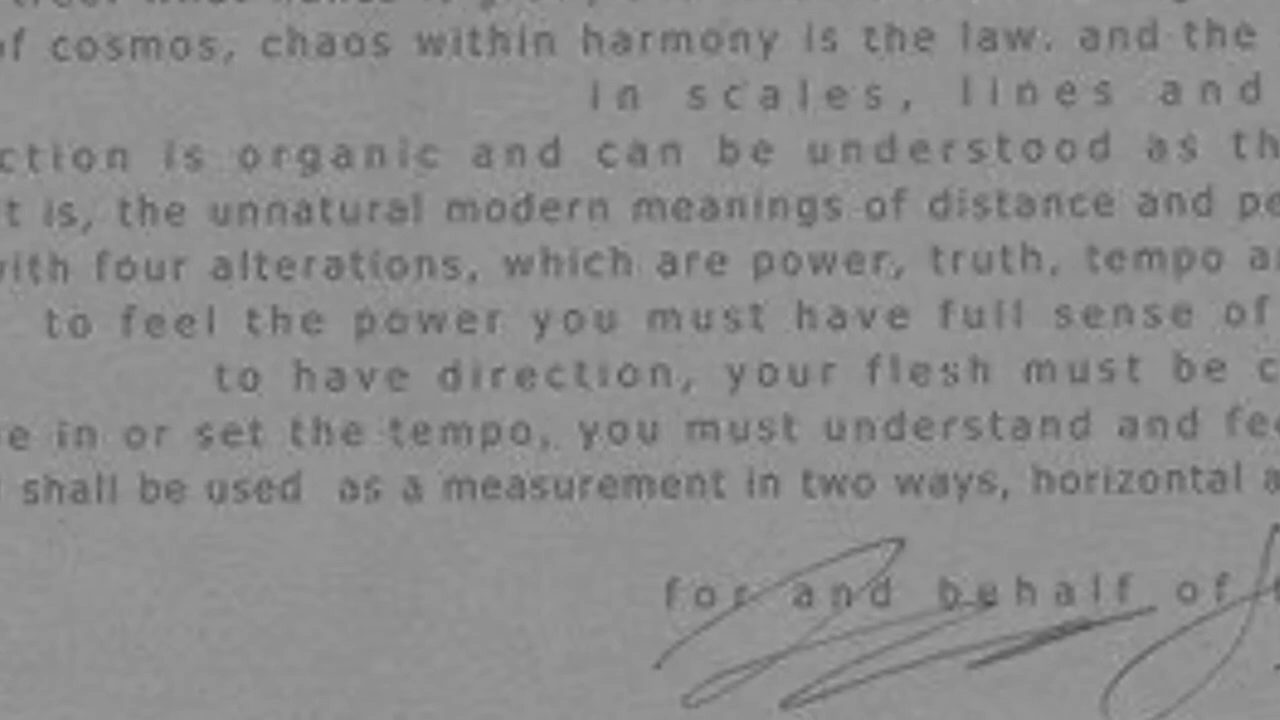 of cosmos, chaos within harmony is the law. and the
in scales, lines and
ction is organic and can be understood as th
t is, the unnatural modern meanings of distance and pe
with four alterations, which are power, truth, tempo a
to feel the power you must have full sense of
to have direction, your flesh must be c
e in or set the tempo, you must understand and fee
shall be used as a measurement in two ways, horizontal a
for and behalf of